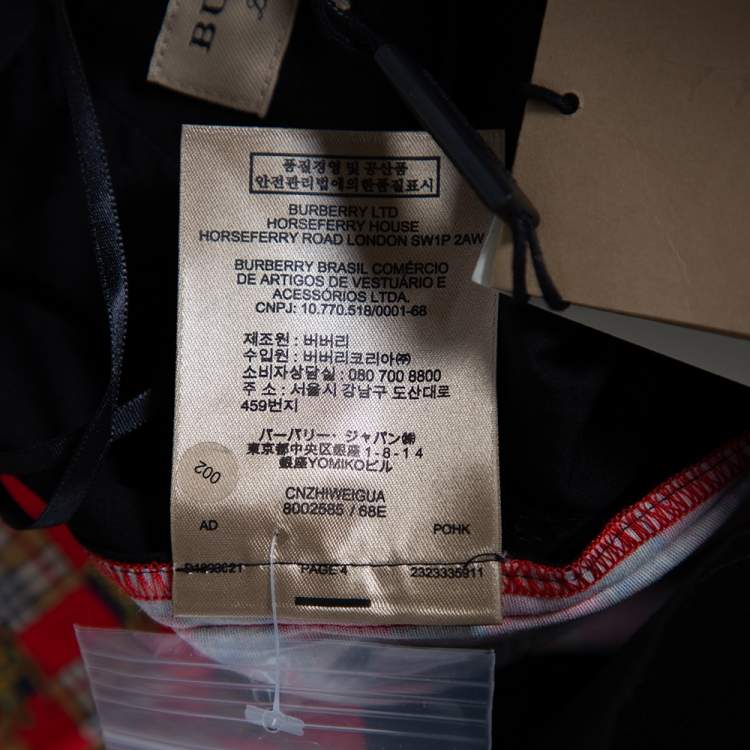 BU
품질경영 및 공산품
안전관리법에의한품질표시
BURBERRY LTD
HORSEFERRY HOUSE
HORSEFERRY ROAD LONDON SW1P 2AW
BURBERRY BRASIL COMÉRCIO
DE ARTIGOS DE VESTUÁRIO E
ACESSÓRIOS LTDA.
CNPJ: 10.770.518/0001-68
제조원 : 버버리
수입원 : 버버리코리아㈜
소비자상담실 : 080 700 8800
주 소 : 서울시 강남구 도산대로
459번지
バーバリー・ジャパン㈱
東京都中央区銀座1-8-14
銀座YOMIKOビル
002
CNZHIWEIGUA
8002585 / 68E
AD
POHK
PAGE 4
2323335911